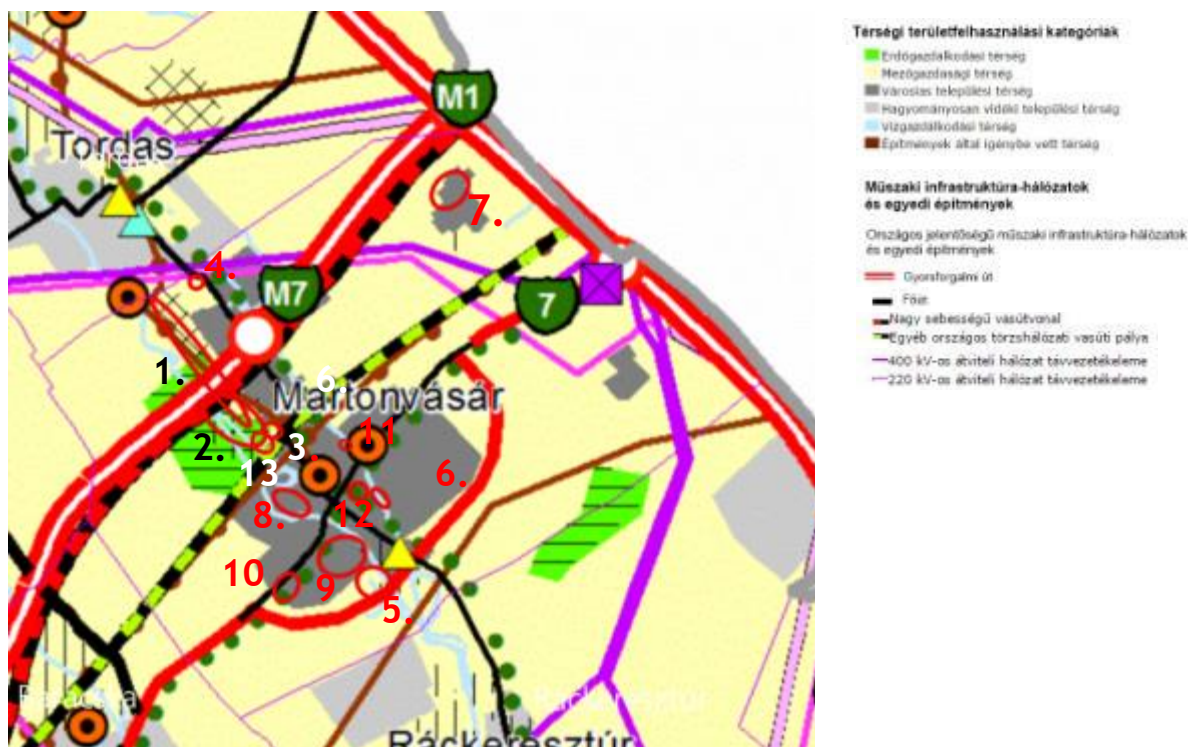 M1
Tordas
7.
4.
M7
7
1.
6.
Martonvásár
11
2.
3.
13
6.
8.
12
10
9
5.
Ráckeresztúr
Ráckeresztúr
Térségi területfelhasználási kategóriák
Erdőgazdálkodási térség
Mezőgazdasági térség
Városias települési térség
Hagyományosan vidéki települési térség
Vízgazdálkodási térség
Építmények által igénybe vett térség
Műszaki infrastruktúra-hálózatok
és egyedi építmények
Országos jelentőségű műszaki infrastruktúra-hálózatok
és egyedi építmények
Gyorsforgalmi út
Főút
Nagy sebességű vasútvonal
Egyéb országos törzshálózati vasúti pálya
400 kV-os átviteli hálózat távvezetékeleme
220 kV-os átviteli hálózat távvezetékeleme